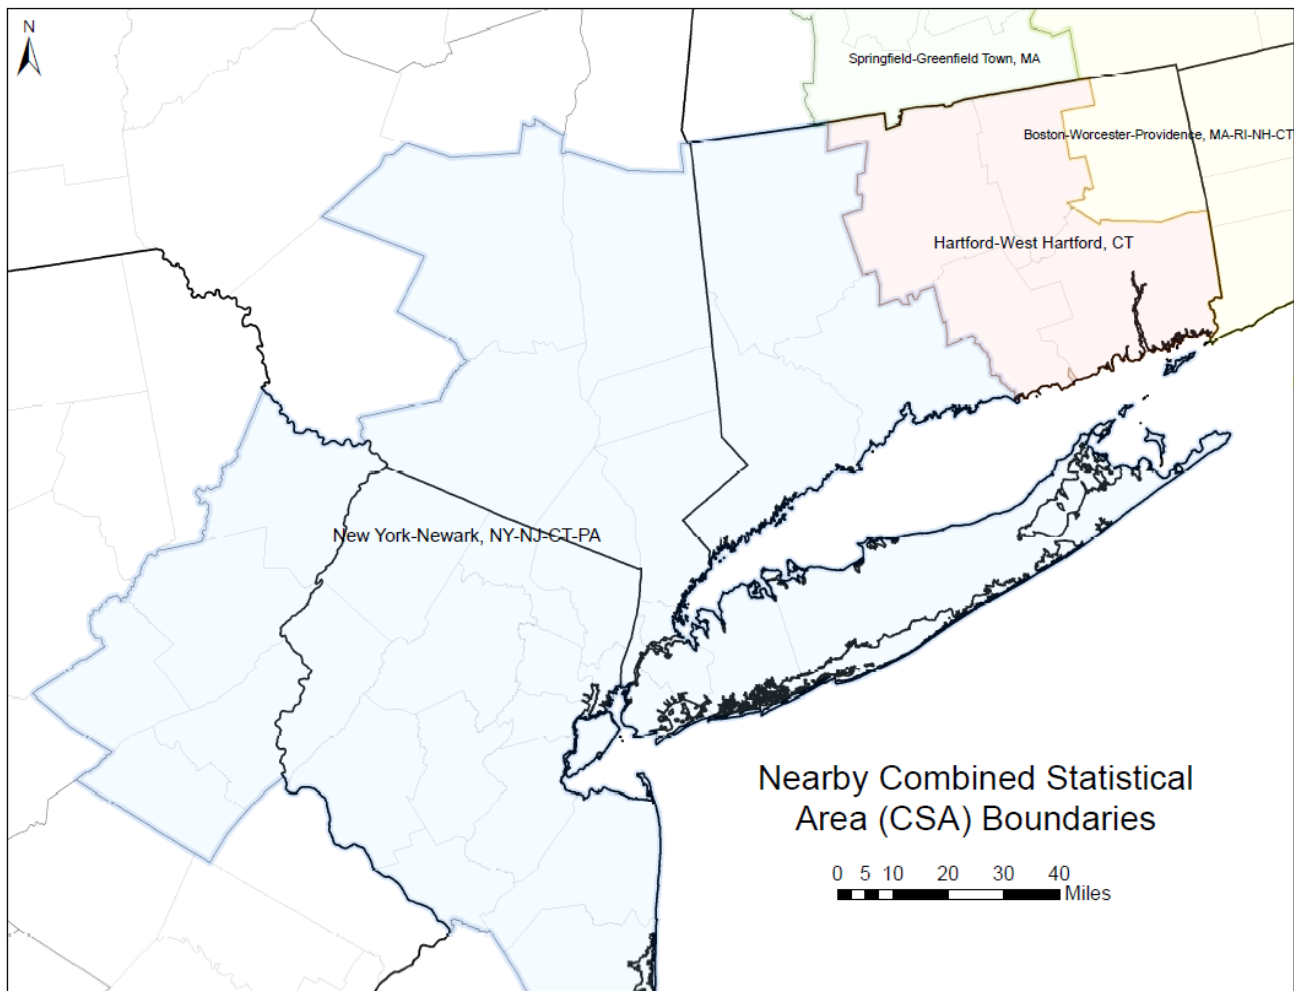 N
Springfield-Greenfield Town, MA
Boston-Worcester-Providence, MA-RI-NH-CT
Hartford-West Hartford, CT
New York-Newark, NY-NJ-CT-PA
Nearby Combined Statistical
Area (CSA) Boundaries
0 5 10 20 30 40
Miles